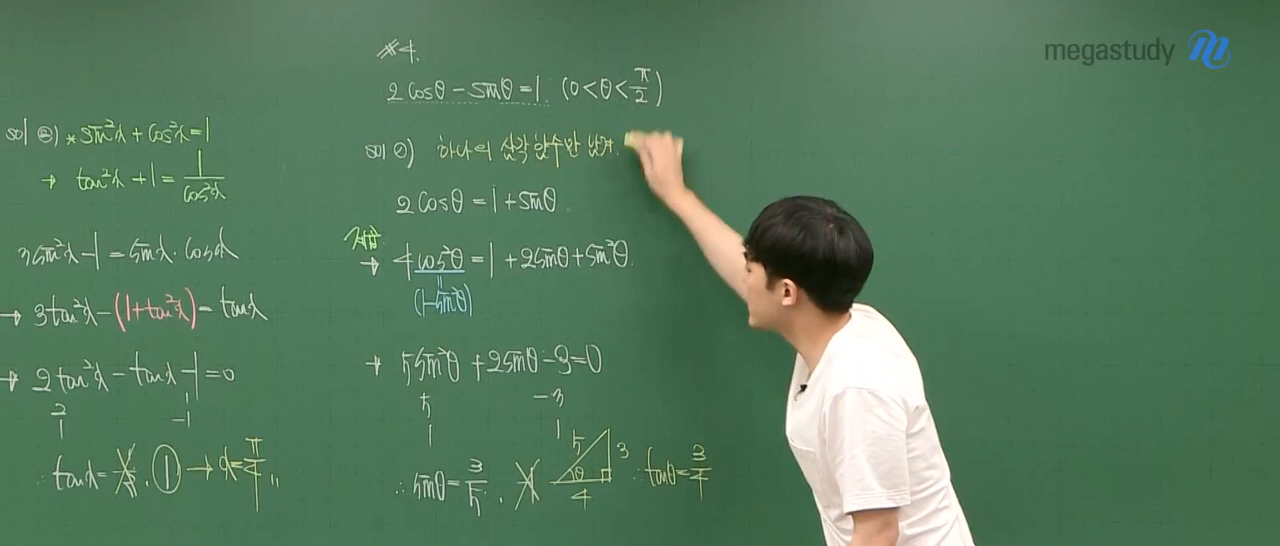 megastudy
※4.
2cosθ - sinθ = 1 (0 < θ < π/2)
sol ①) 하나의 삼각함수만 남겨.
2cosθ = 1 + sinθ
제곱
→ 4cos²θ = 1 + 2sinθ + sin²θ.
(1 - sin²θ)
→ 5sin²θ + 2sinθ - 3 = 0
5 -3
1 1
∴ sinθ = 3/5,
5 3 θ 4
∴ tanθ = 3/4
sol ②) * sin²x + cos²x = 1
→ tan²x + 1 = 1/cos²x
3sin²x - 1 = sinx · cosx
→ 3tan²x - (1 + tan²x) = tanx
→ 2tan²x - tanx - 1 = 0
2 1
1 -1
∴ tanx = , ① → x = π/4 〃